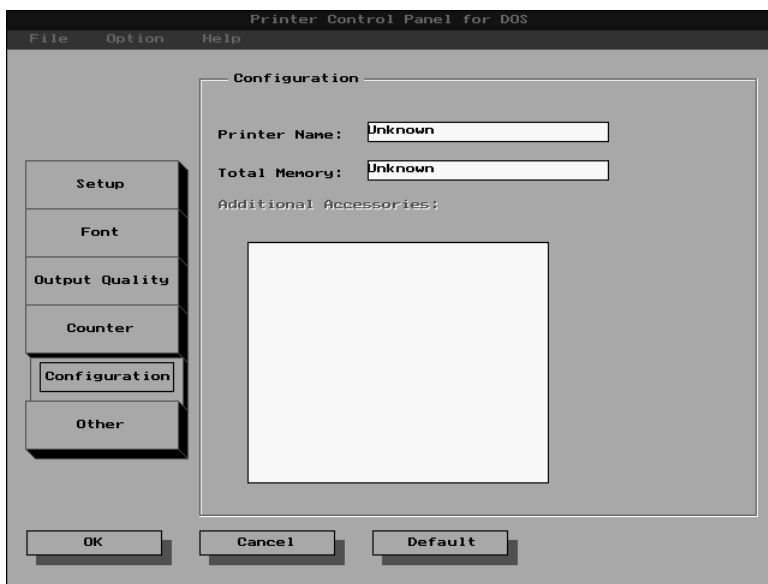 Printer Control Panel for DOS
File Option Help
Configuration
Printer Name: Unknown
Total Memory: Unknown
Additional Accessories:
Setup
Font
Output Quality
Counter
Configuration
Other
OK Cancel Default